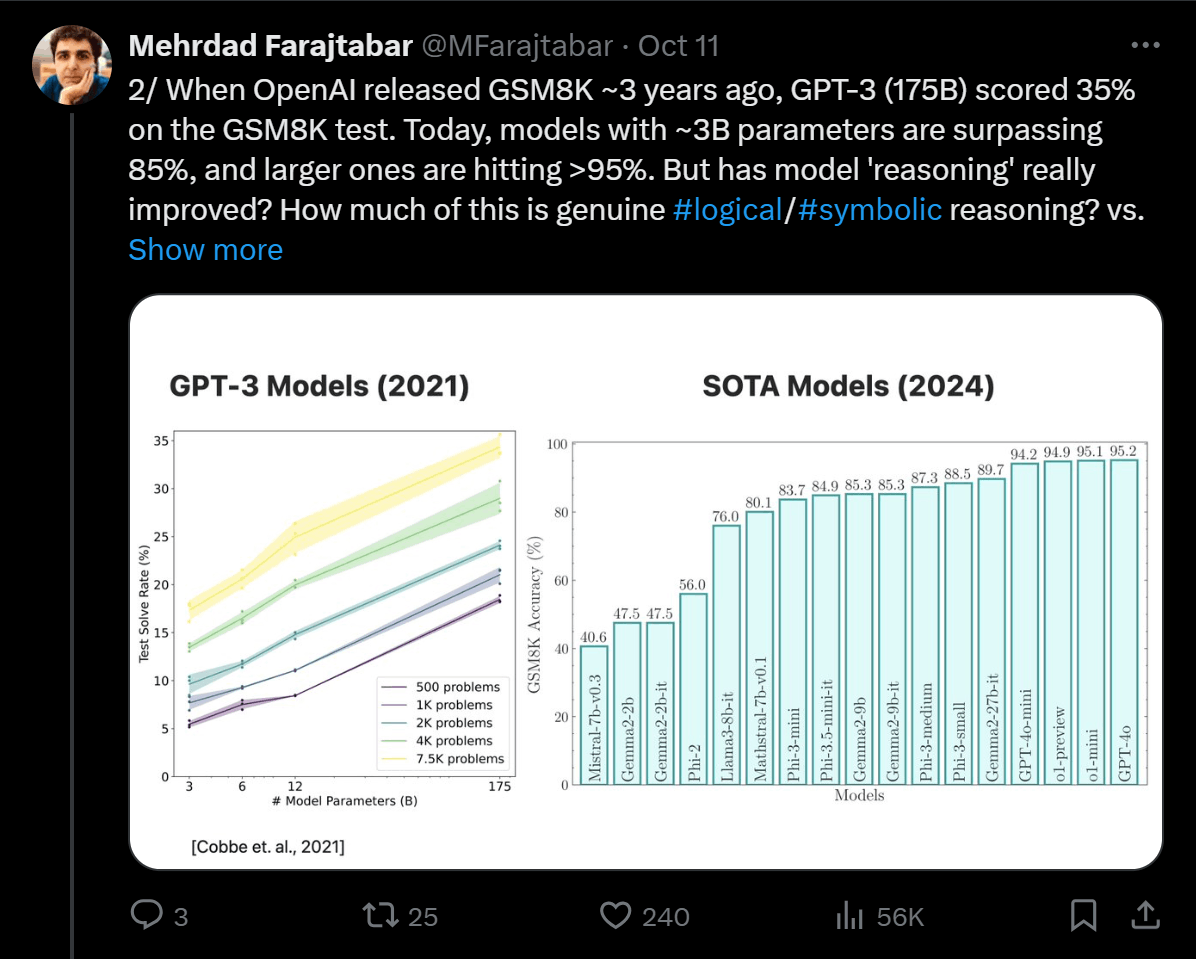 Mehrdad Farajtabar @MFarajtabar · Oct 11
2/ When OpenAI released GSM8K ~3 years ago, GPT-3 (175B) scored 35%
on the GSM8K test. Today, models with ~3B parameters are surpassing
85%, and larger ones are hitting >95%. But has model 'reasoning' really
improved? How much of this is genuine #logical/#symbolic reasoning? vs.
Show more
GPT-3 Models (2021)
35
30
25
20
15
10
5
0
Test Solve Rate (%)
500 problems
1K problems
2K problems
4K problems
7.5K problems
3 6 12 175
# Model Parameters (B)
[Cobbe et. al., 2021]
SOTA Models (2024)
100
80
60
40
20
0
GSM8K Accuracy (%)
40.6 47.5 47.5 56.0 76.0 80.1 83.7 84.9 85.3 85.3 87.3 88.5 89.7 94.2 94.9 95.1 95.2
Mistral-7b-v0.3
Gemma2-2b
Gemma2-2b-it
Phi-2
Llama3-8b-it
Mathstral-7b-v0.1
Phi-3-mini
Phi-3.5-mini-it
Gemma2-9b
Gemma2-9b-it
Phi-3-medium
Phi-3-small
Gemma2-27b-it
GPT-4o-mini
o1-preview
o1-mini
GPT-4o
Models
3 25 240 56K